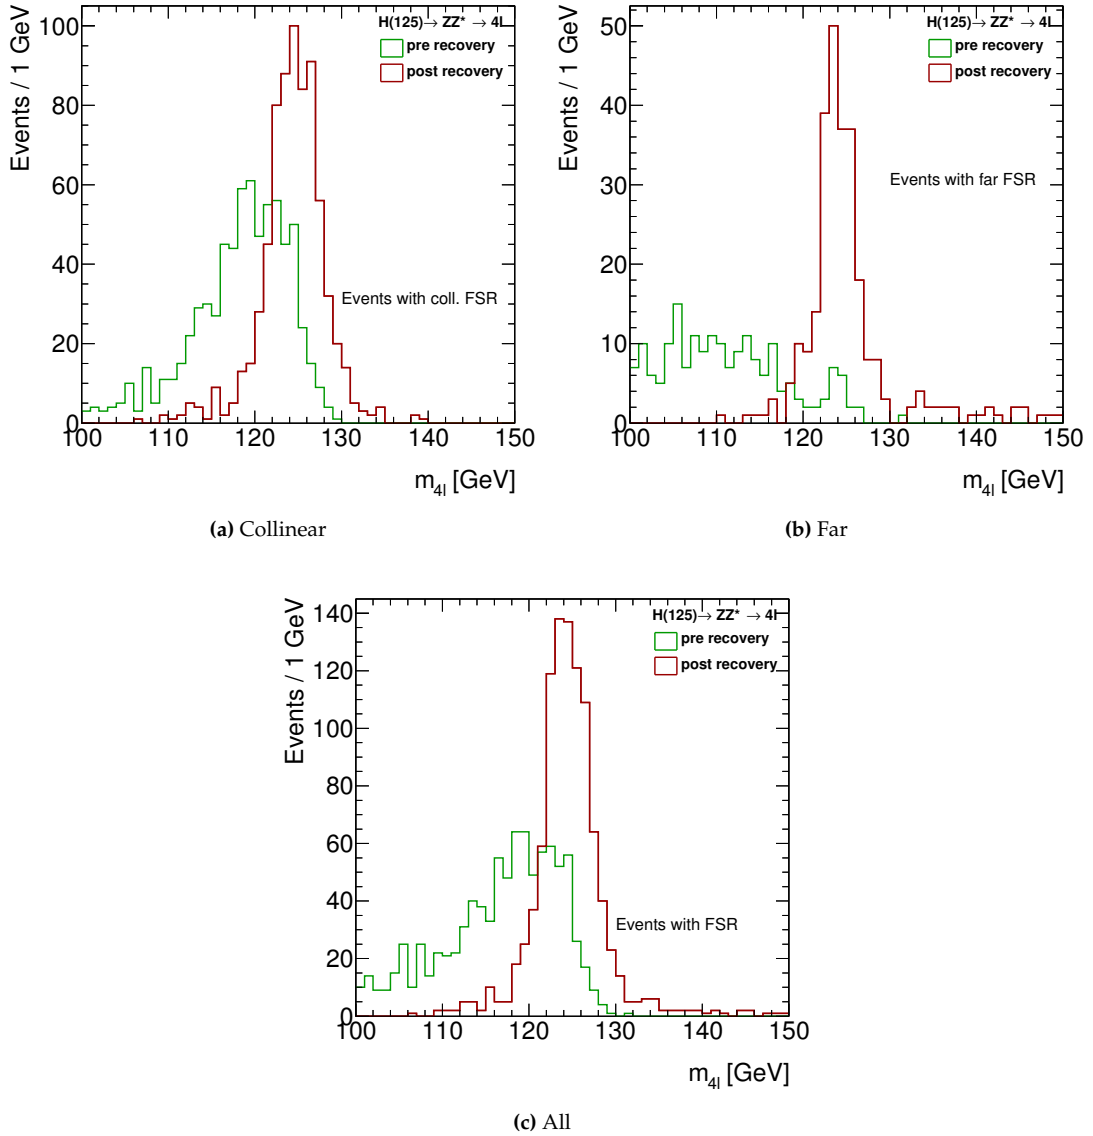 Events / 1 GeV
100
80
60
40
20
0
100 110 120 130 140 150
m4l [GeV]
H(125)→ ZZ* → 4l
pre recovery
post recovery
Events with coll. FSR
(a) Collinear
Events / 1 GeV
50
40
30
20
10
0
100 110 120 130 140 150
m4l [GeV]
H(125)→ ZZ* → 4l
pre recovery
post recovery
Events with far FSR
(b) Far
Events / 1 GeV
140
120
100
80
60
40
20
0
100 110 120 130 140 150
m4l [GeV]
H(125)→ ZZ* → 4l
pre recovery
post recovery
Events with FSR
(c) All